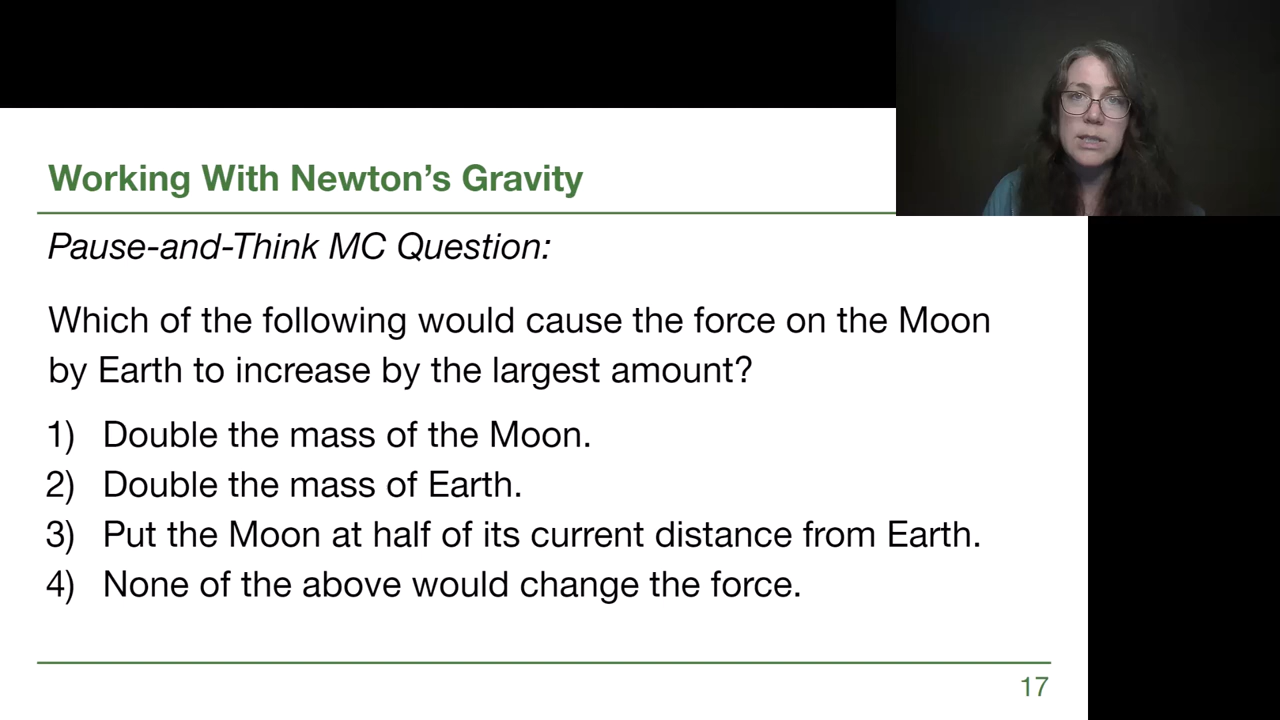 Working With Newton’s Gravity
Pause-and-Think MC Question:
Which of the following would cause the force on the Moon
by Earth to increase by the largest amount?
1) Double the mass of the Moon.
2) Double the mass of Earth.
3) Put the Moon at half of its current distance from Earth.
4) None of the above would change the force.
17